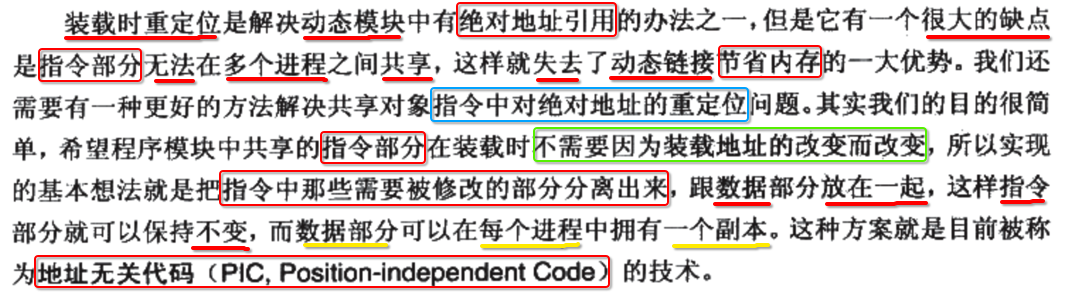 装载时重定位是解决动态模块中有绝对地址引用的办法之一，但是它有一个很大的缺点
是指令部分无法在多个进程之间共享，这样就失去了动态链接节省内存的一大优势。我们还
需要有一种更好的方法解决共享对象指令中对绝对地址的重定位问题。其实我们的目的很简
单，希望程序模块中共享的指令部分在装载时不需要因为装载地址的改变而改变，所以实现
的基本想法就是把指令中那些需要被修改的部分分离出来，跟数据部分放在一起，这样指令
部分就可以保持不变，而数据部分可以在每个进程中拥有一个副本。这种方案就是目前被称
为地址无关代码（PIC, Position-independent Code）的技术。